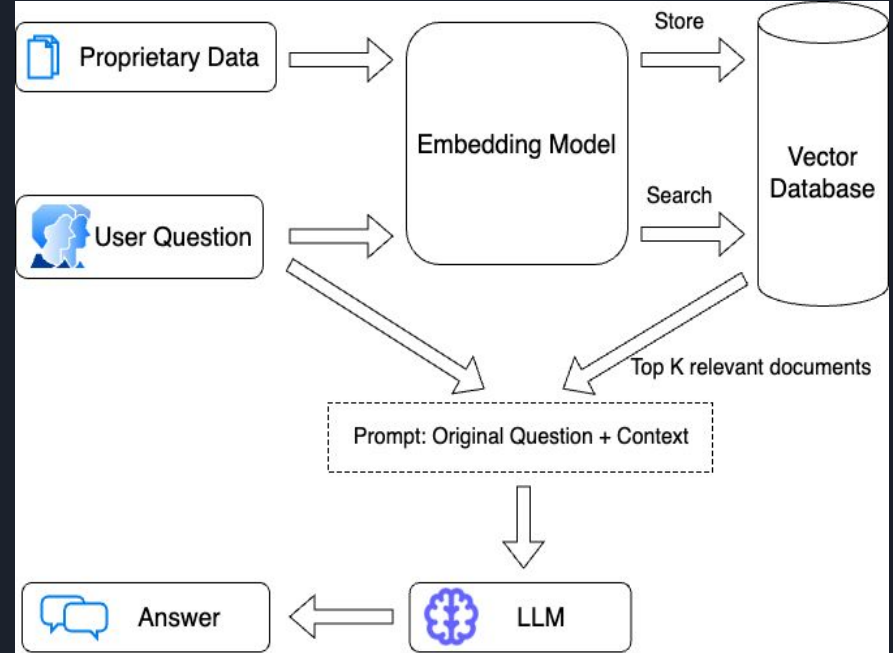 Proprietary Data
Store
Embedding Model
Vector
Database
User Question
Search
Top K relevant documents
Prompt: Original Question + Context
Answer
LLM